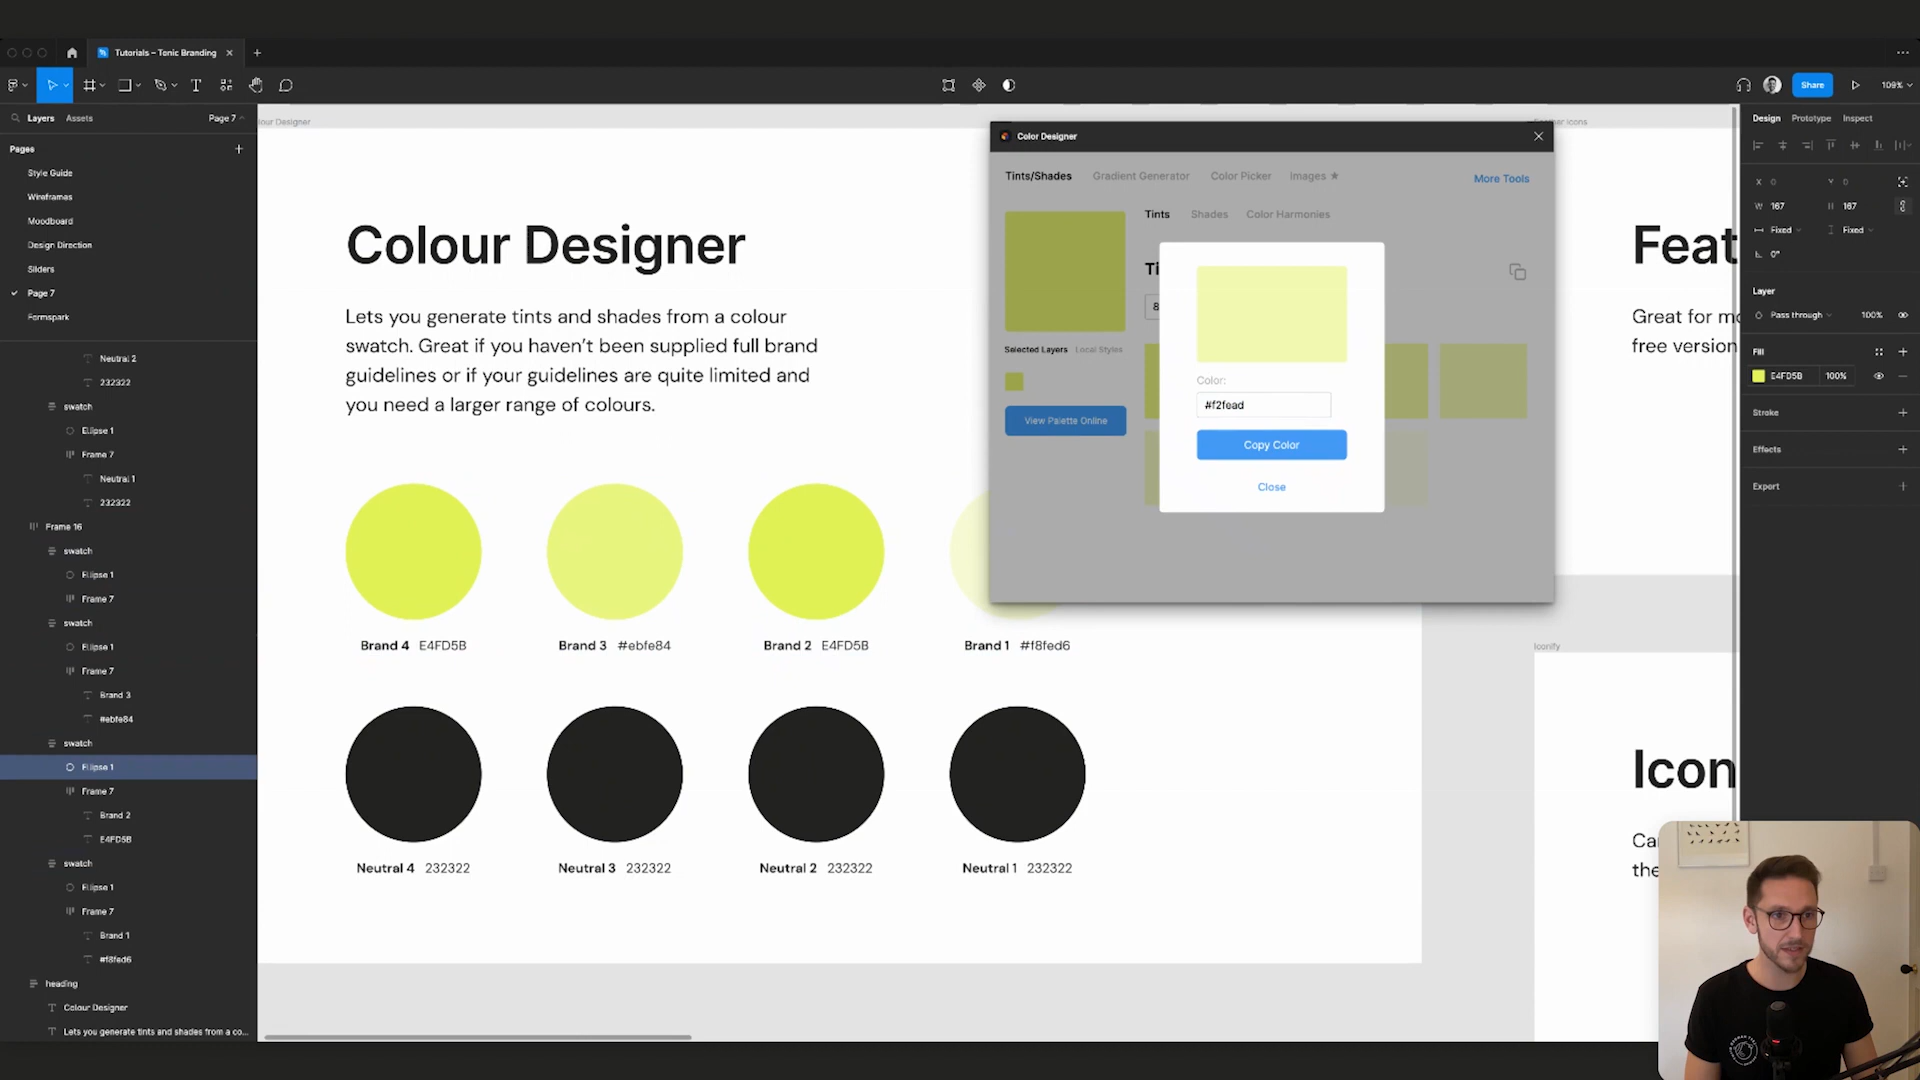 Tutorials – Tonic Branding
Share
109%
Layers
Assets
Page 7
Pages
Style Guide
Wireframes
Moodboard
Design Direction
Sliders
Page 7
Formspark
Neutral 2
232322
swatch
Ellipse 1
Frame 7
Neutral 1
232322
Frame 16
swatch
Ellipse 1
Frame 7
swatch
Ellipse 1
Frame 7
Brand 3
#ebfe84
swatch
Ellipse 1
Frame 7
Brand 2
E4FD5B
swatch
Ellipse 1
Frame 7
Brand 1
#f8fed6
heading
Colour Designer
Lets you generate tints and shades from a co...
lour Designer
Colour Designer
Lets you generate tints and shades from a colour
swatch. Great if you haven't been supplied full brand
guidelines or if your guidelines are quite limited and
you need a larger range of colours.
Brand 4 E4FD5B
Brand 3 #ebfe84
Brand 2 E4FD5B
Brand 1 #f8fed6
Neutral 4 232322
Neutral 3 232322
Neutral 2 232322
Neutral 1 232322
Color Designer
Tints/Shades
Gradient Generator
Color Picker
Images ★
More Tools
Tints
Shades
Color Harmonies
Ti
8
Selected Layers
Local Styles
View Palette Online
Color:
#f2fead
Copy Color
Close
Feat
Great for mo
free version
Iconify
Icon
Ca
the
Design
Prototype
Inspect
X 0
Y 0
W 167
H 167
Fixed
Fixed
0°
Layer
Pass through
100%
Fill
E4FD5B
100%
Stroke
Effects
Export